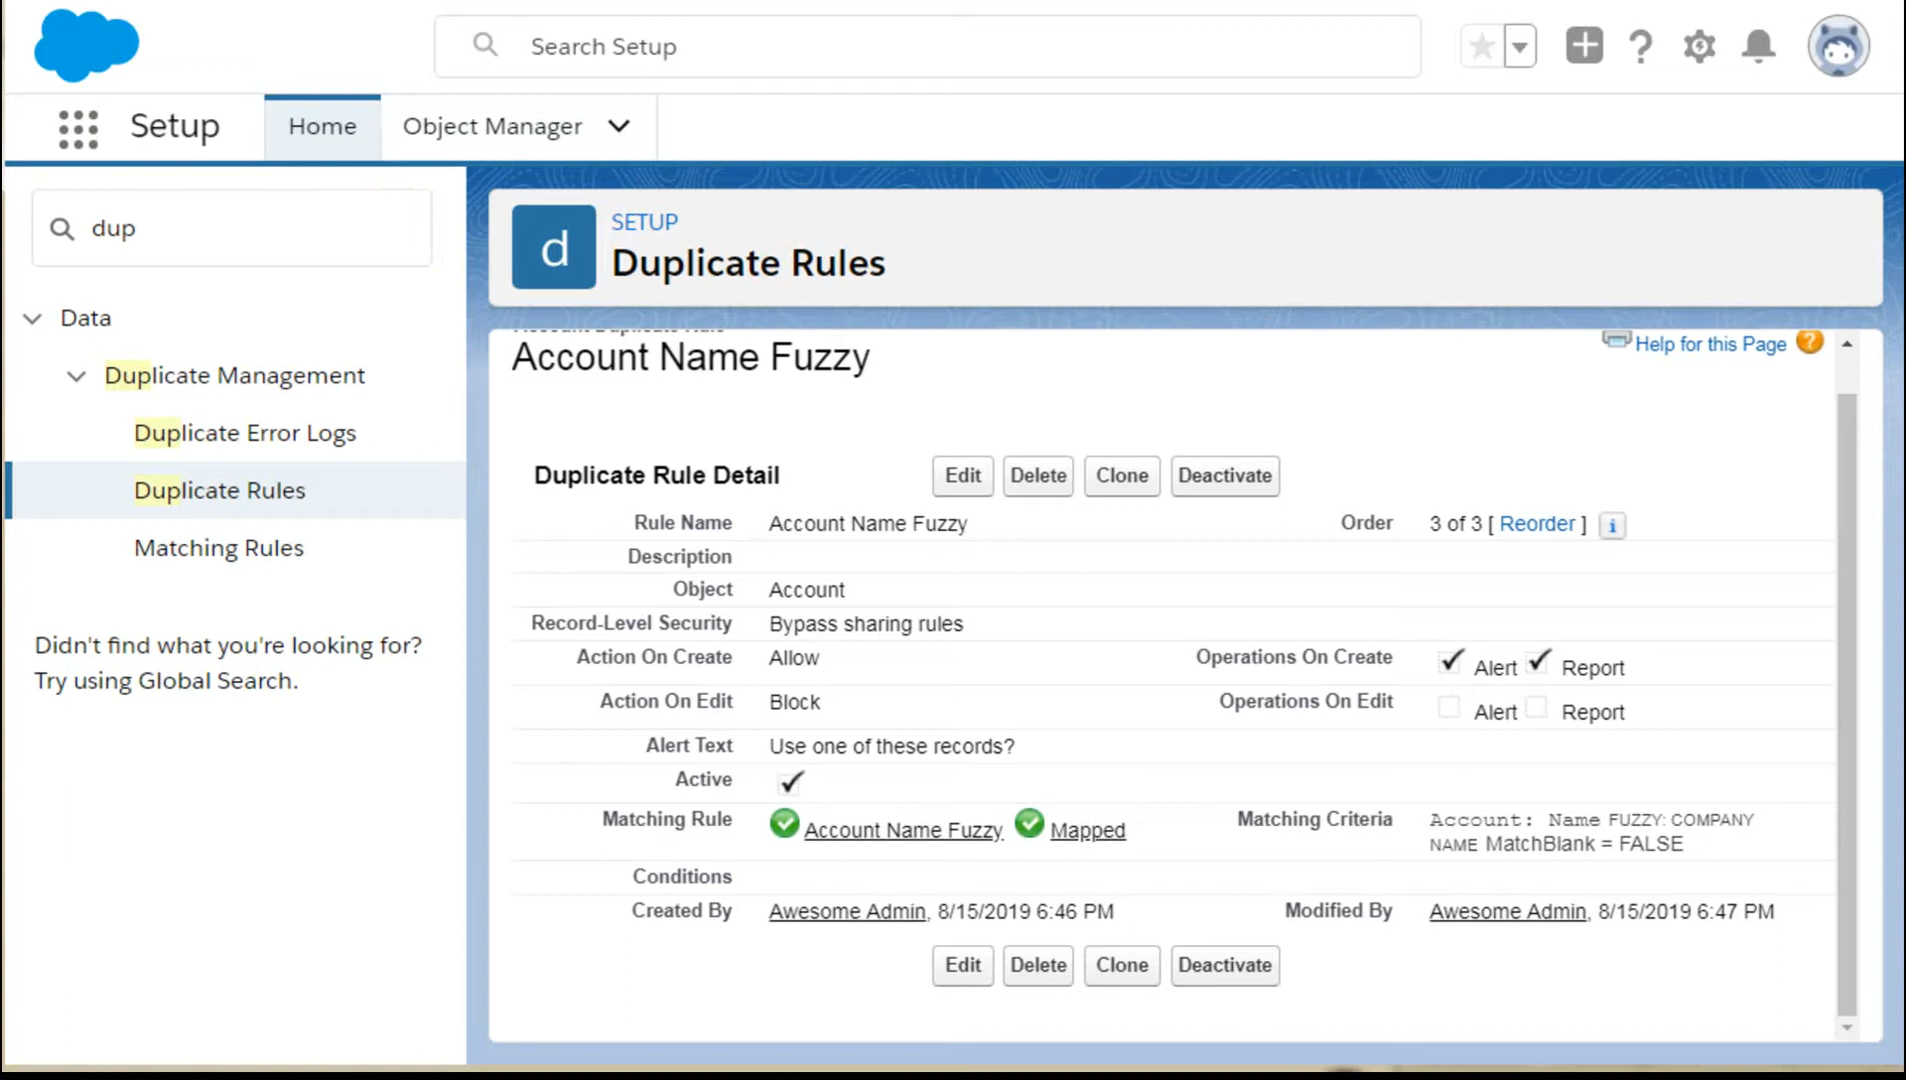 Search Setup
Setup
Home
Object Manager
dup
Data
Duplicate Management
Duplicate Error Logs
Duplicate Rules
Matching Rules
Didn't find what you're looking for?
Try using Global Search.
d
SETUP
Duplicate Rules
Account Duplicate Rule
Account Name Fuzzy
Help for this Page ?
Duplicate Rule Detail Edit Delete Clone Deactivate
Rule Name Account Name Fuzzy Order 3 of 3 [ Reorder ] i
Description
Object Account
Record-Level Security Bypass sharing rules
Action On Create Allow Operations On Create Alert Report
Action On Edit Block Operations On Edit Alert Report
Alert Text Use one of these records?
Active
Matching Rule Account Name Fuzzy Mapped Matching Criteria Account: Name FUZZY: COMPANY
NAME MatchBlank = FALSE
Conditions
Created By Awesome Admin, 8/15/2019 6:46 PM Modified By Awesome Admin, 8/15/2019 6:47 PM
Edit Delete Clone Deactivate